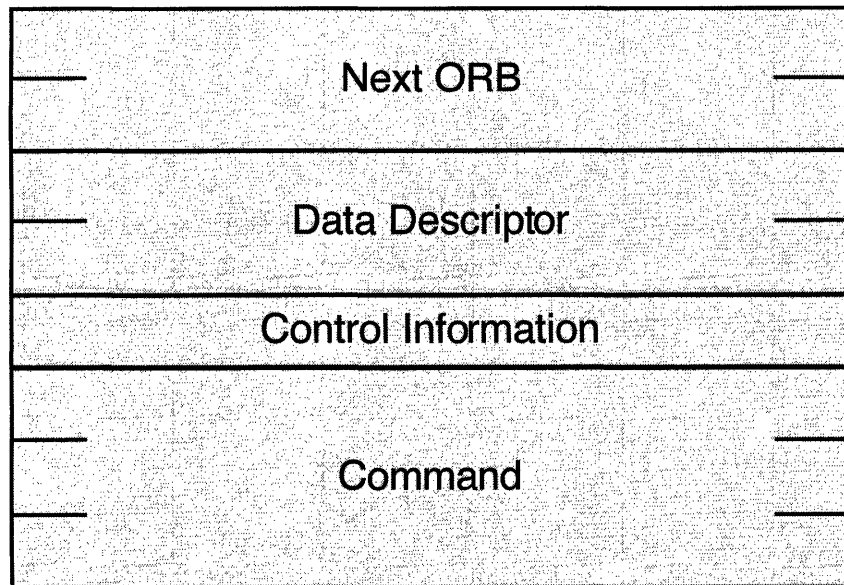 Next ORB
Data Descriptor
Control Information
Command